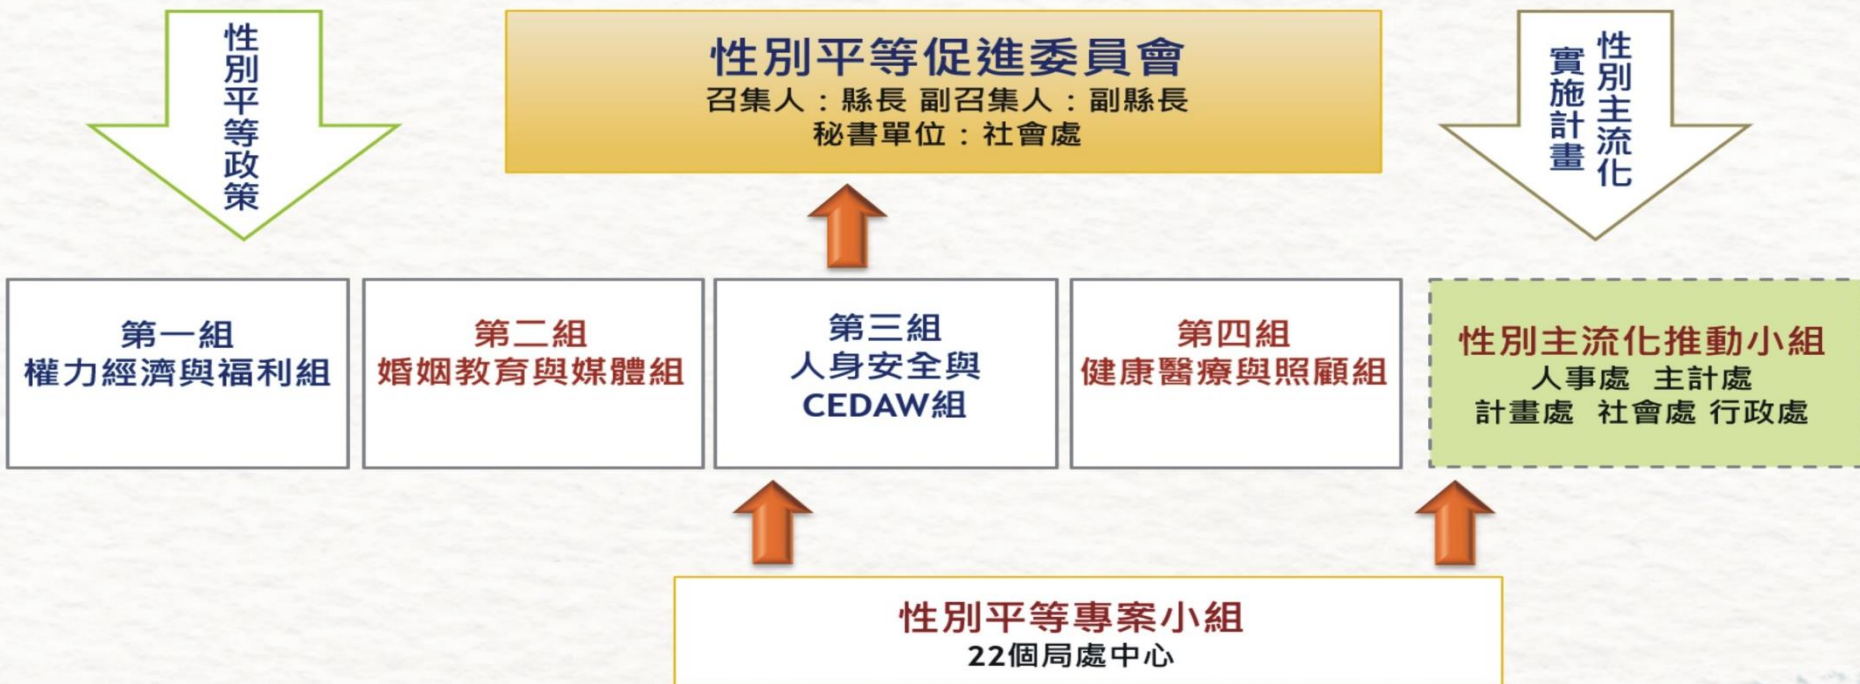 性別平等政策
性別平等促進委員會
召集人：縣長 副召集人：副縣長
秘書單位：社會處
性別主流化
實施計畫
第一組
權力經濟與福利組
第二組
婚姻教育與媒體組
第三組
人身安全與
CEDAW組
第四組
健康醫療與照顧組
性別主流化推動小組
人事處 主計處
計畫處 社會處 行政處
性別平等專案小組
22個局處中心